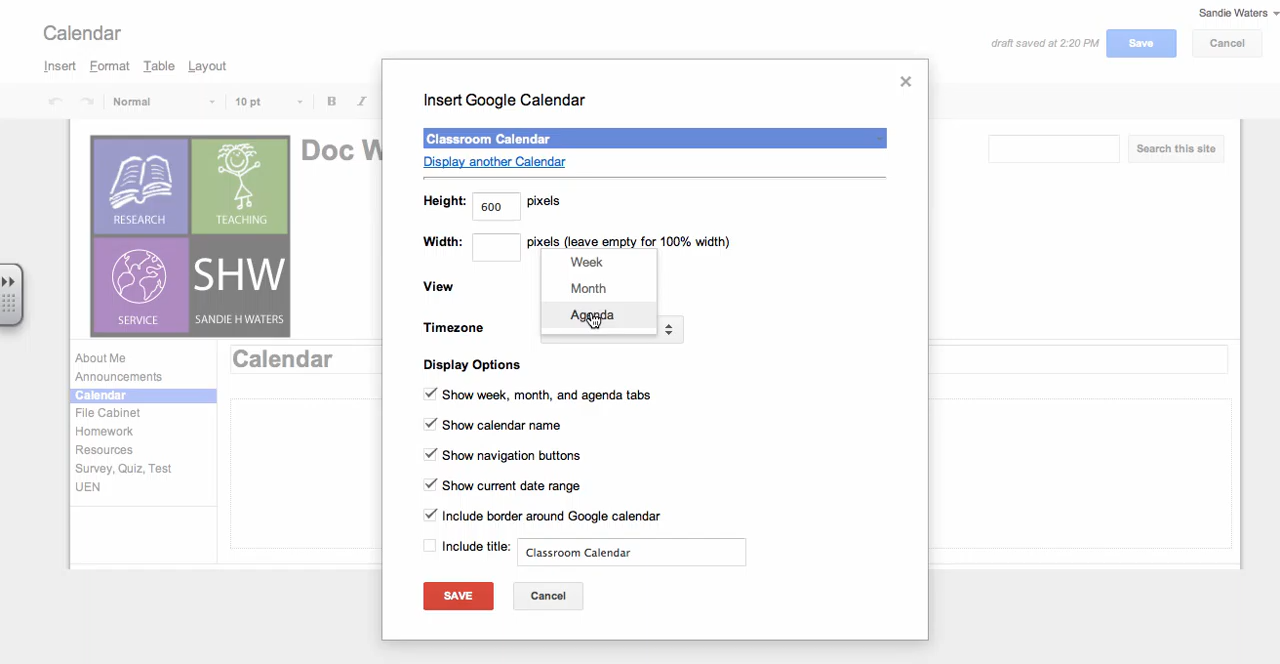 Sandie Waters
Calendar
draft saved at 2:20 PM
Save
Cancel
Insert Format Table Layout
Normal 10 pt B I
Insert Google Calendar
Classroom Calendar
Display another Calendar
Height: 600 pixels
Width: pixels (leave empty for 100% width)
View
Week
Month
Agenda
Timezone
Display Options
Show week, month, and agenda tabs
Show calendar name
Show navigation buttons
Show current date range
Include border around Google calendar
Include title: Classroom Calendar
SAVE Cancel
Doc W
Search this site
RESEARCH TEACHING
SHW
SERVICE SANDIE H WATERS
About Me
Announcements
Calendar
File Cabinet
Homework
Resources
Survey, Quiz, Test
UEN
Calendar